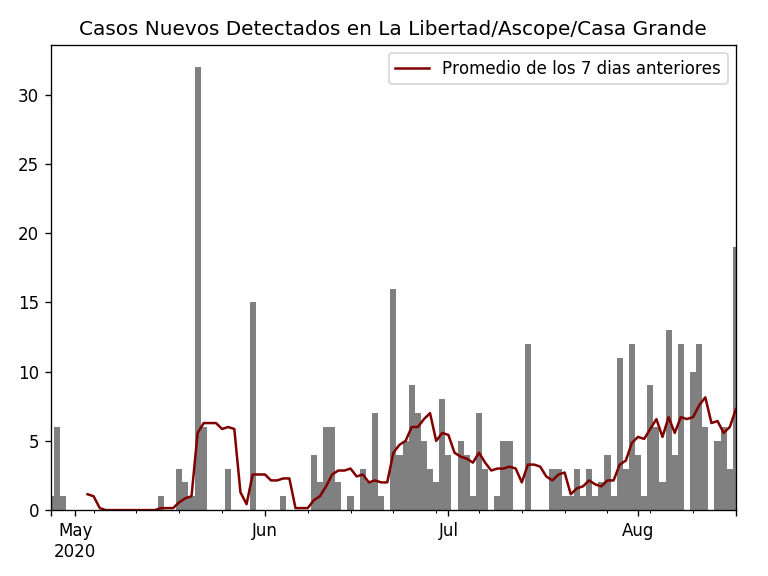 Casos Nuevos Detectados en La Libertad/Ascope/Casa Grande
Promedio de los 7 dias anteriores
30
25
20
15
10
5
0
May
2020
Jun
Jul
Aug